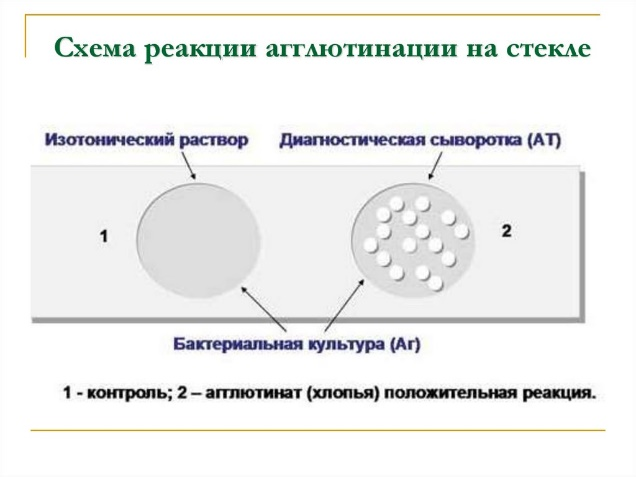 Схема реакции агглютинации на стекле
Изотонический раствор
Диагностическая сыворотка (АТ)
1
2
Бактериальная культура (Аг)
1 - контроль; 2 – агглютинат (хлопья) положительная реакция.